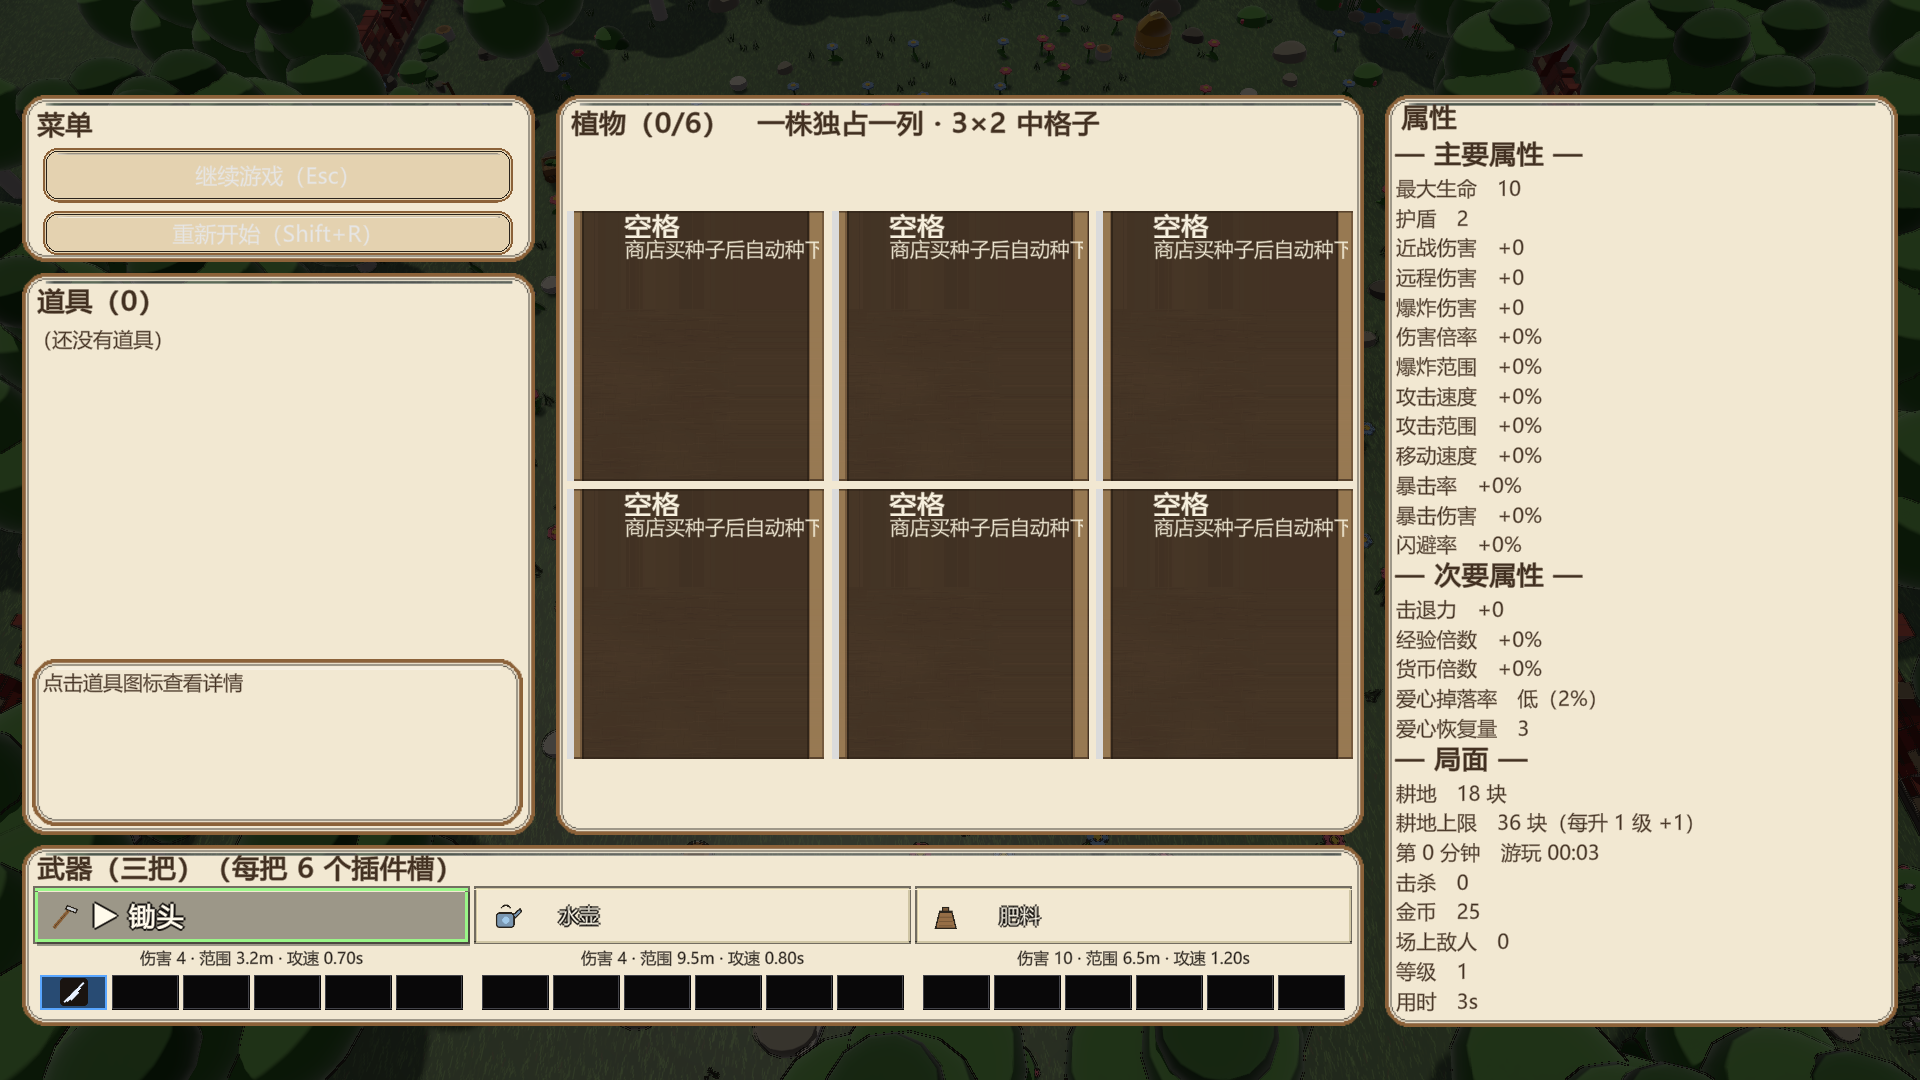 菜单
继续游戏（Esc）
重新开始（Shift+R）
道具（0）
（还没有道具）
点击道具图标查看详情
植物（0/6） 一株独占一列 · 3×2 中格子
空格
商店买种子后自动种下
空格
商店买种子后自动种下
空格
商店买种子后自动种下
空格
商店买种子后自动种下
空格
商店买种子后自动种下
空格
商店买种子后自动种下
武器（三把）（每把 6 个插件槽）
▶ 锄头
伤害 4 · 范围 3.2m · 攻速 0.70s
水壶
伤害 4 · 范围 9.5m · 攻速 0.80s
肥料
伤害 10 · 范围 6.5m · 攻速 1.20s
属性
— 主要属性 —
最大生命 10
护盾 2
近战伤害 +0
远程伤害 +0
爆炸伤害 +0
伤害倍率 +0%
爆炸范围 +0%
攻击速度 +0%
攻击范围 +0%
移动速度 +0%
暴击率 +0%
暴击伤害 +0%
闪避率 +0%
— 次要属性 —
击退力 +0
经验倍数 +0%
货币倍数 +0%
爱心掉落率 低（2%）
爱心恢复量 3
— 局面 —
耕地 18 块
耕地上限 36 块（每升 1 级 +1）
第 0 分钟 游玩 00:03
击杀 0
金币 25
场上敌人 0
等级 1
用时 3s